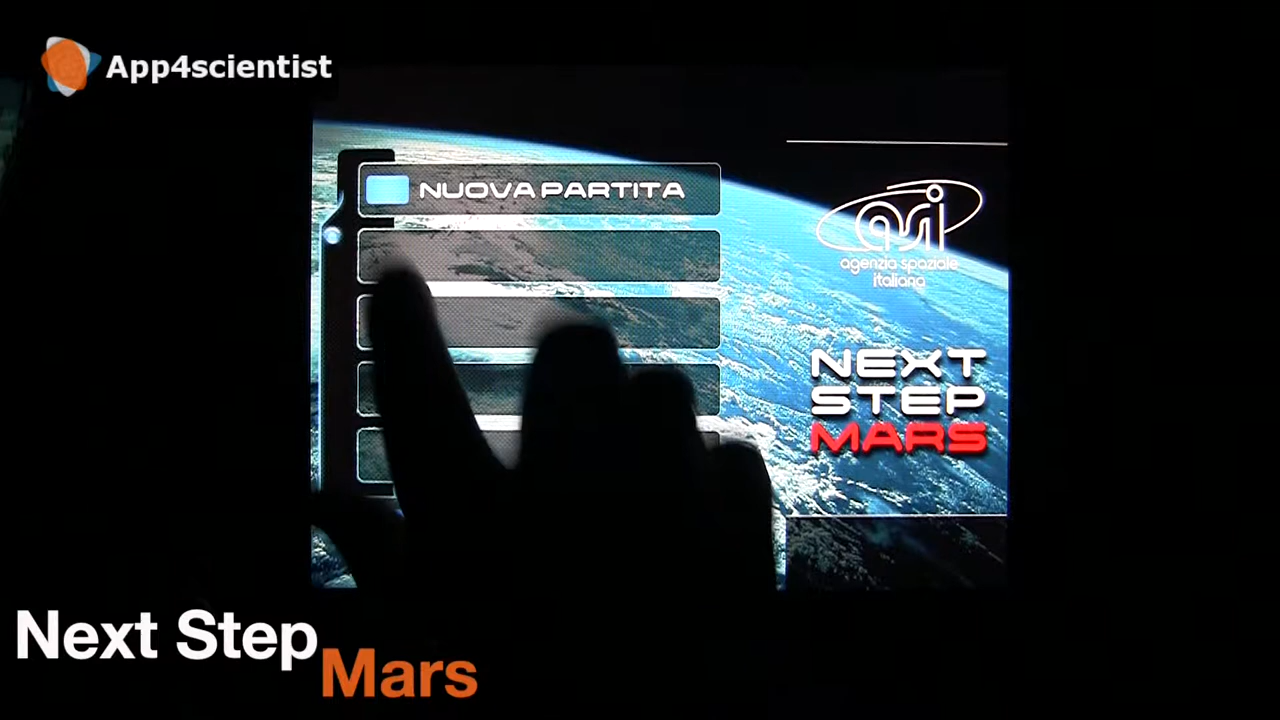 App4scientist
NUOVA PARTITA
asi
agenzia spaziale
italiana
NEXT
STEP
MARS
Next Step
Mars